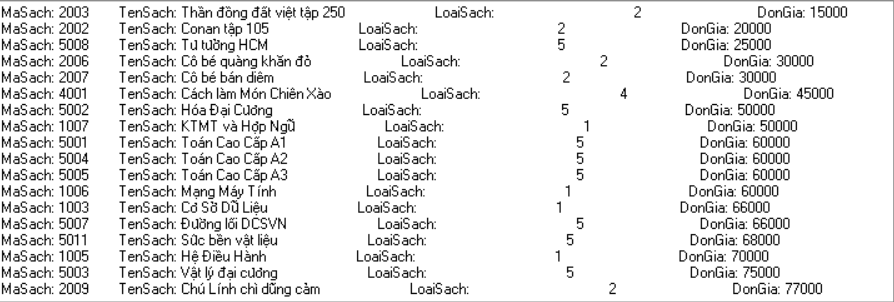 MaSach: 2003 TenSach: Thần đồng đất việt tập 250 LoaiSach: 2 DonGia: 15000
MaSach: 2002 TenSach: Conan tập 105 LoaiSach: 2 DonGia: 20000
MaSach: 5008 TenSach: Tư tưởng HCM LoaiSach: 5 DonGia: 25000
MaSach: 2006 TenSach: Cô bé quàng khăn đỏ LoaiSach: 2 DonGia: 30000
MaSach: 2007 TenSach: Cô bé bán diêm LoaiSach: 2 DonGia: 30000
MaSach: 4001 TenSach: Cách làm Món Chiên Xào LoaiSach: 4 DonGia: 45000
MaSach: 5002 TenSach: Hóa Đại Cương LoaiSach: 5 DonGia: 50000
MaSach: 1007 TenSach: KTMT và Hợp Ngữ LoaiSach: 1 DonGia: 50000
MaSach: 5001 TenSach: Toán Cao Cấp A1 LoaiSach: 5 DonGia: 60000
MaSach: 5004 TenSach: Toán Cao Cấp A2 LoaiSach: 5 DonGia: 60000
MaSach: 5005 TenSach: Toán Cao Cấp A3 LoaiSach: 5 DonGia: 60000
MaSach: 1006 TenSach: Mạng Máy Tính LoaiSach: 1 DonGia: 60000
MaSach: 1003 TenSach: Cơ Sở Dữ Liệu LoaiSach: 1 DonGia: 66000
MaSach: 5007 TenSach: Đường lối DCSVN LoaiSach: 5 DonGia: 66000
MaSach: 5011 TenSach: Sức bền vật liệu LoaiSach: 5 DonGia: 68000
MaSach: 1005 TenSach: Hệ Điều Hành LoaiSach: 1 DonGia: 70000
MaSach: 5003 TenSach: Vật lý đại cương LoaiSach: 5 DonGia: 75000
MaSach: 2009 TenSach: Chú Lính chì dũng cảm LoaiSach: 2 DonGia: 77000